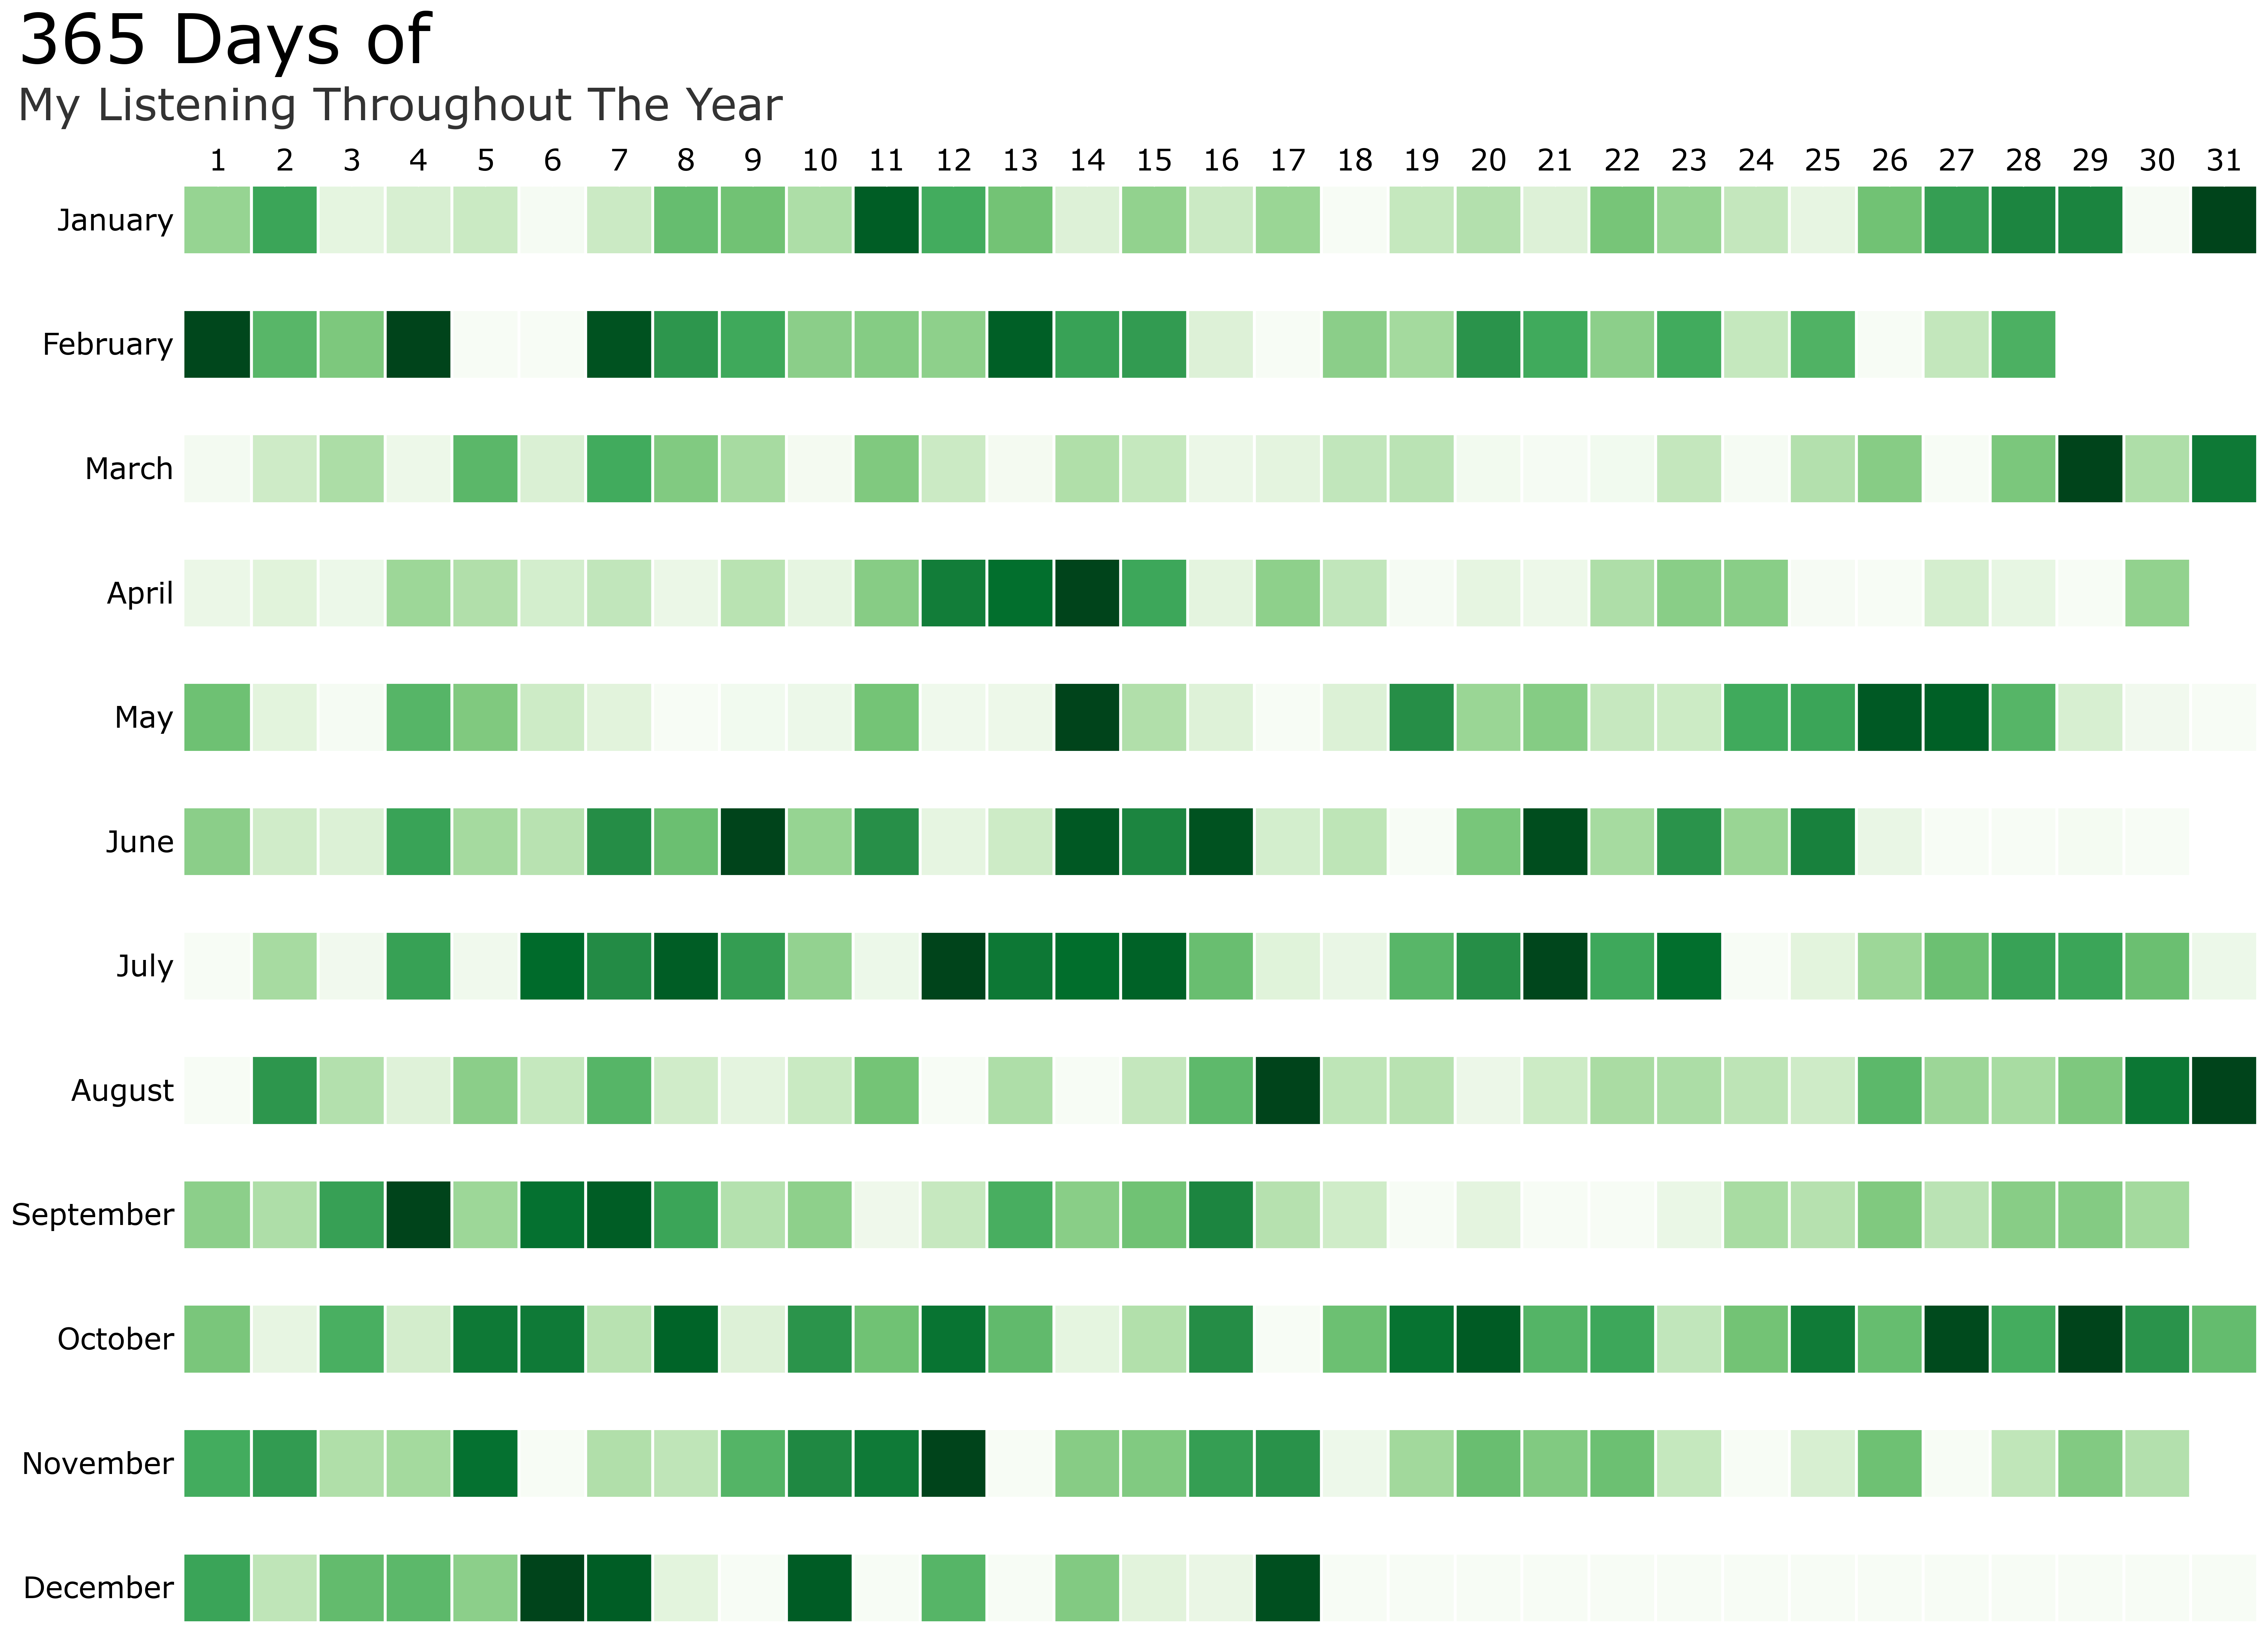 365 Days of
My Listening Throughout The Year
1 2 3 4 5 6 7 8 9 10 11 12 13 14 15 16 17 18 19 20 21 22 23 24 25 26 27 28 29 30 31
January
February
March
April
May
June
July
August
September
October
November
December